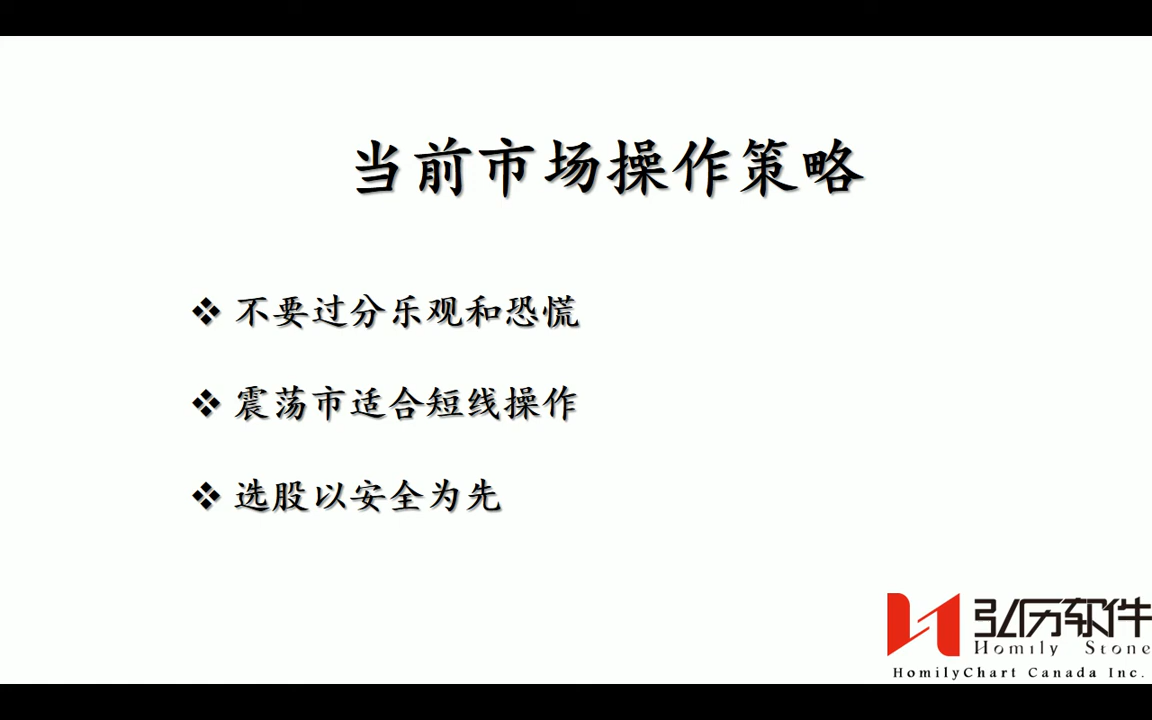 当前市场操作策略
不要过分乐观和恐慌
震荡市适合短线操作
选股以安全为先
弘历软件
Homily Stone
HomilyChart Canada Inc.